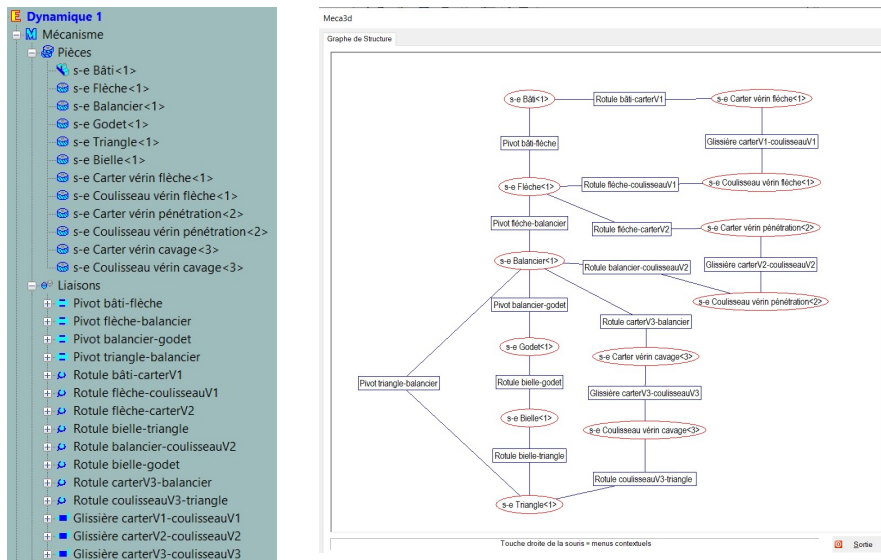 Dynamique 1
Mécanisme
Pièces
s-e Bâti<1>
s-e Flèche<1>
s-e Balancier<1>
s-e Godet<1>
s-e Triangle<1>
s-e Bielle<1>
s-e Carter vérin flèche<1>
s-e Coulisseau vérin flèche<1>
s-e Carter vérin pénétration<2>
s-e Coulisseau vérin pénétration<2>
s-e Carter vérin cavage<3>
s-e Coulisseau vérin cavage<3>
Liaisons
Pivot bâti-flèche
Pivot flèche-balancier
Pivot balancier-godet
Pivot triangle-balancier
Rotule bâti-carterV1
Rotule flèche-coulisseauV1
Rotule flèche-carterV2
Rotule bielle-triangle
Rotule balancier-coulisseauV2
Rotule bielle-godet
Rotule carterV3-balancier
Rotule coulisseauV3-triangle
Glissière carterV1-coulisseauV1
Glissière carterV2-coulisseauV2
Glissière carterV3-coulisseauV3
Meca3d
Graphe de Structure
s-e Bâti<1>
Rotule bâti-carterV1
s-e Carter vérin flèche<1>
Pivot bâti-flèche
Glissière carterV1-coulisseauV1
s-e Flèche<1>
Rotule flèche-coulisseauV1
s-e Coulisseau vérin flèche<1>
Pivot flèche-balancier
Rotule flèche-carterV2
s-e Carter vérin pénétration<2>
s-e Balancier<1>
Rotule balancier-coulisseauV2
Glissière carterV2-coulisseauV2
Pivot balancier-godet
s-e Coulisseau vérin pénétration<2>
Rotule carterV3-balancier
s-e Godet<1>
s-e Carter vérin cavage<3>
Pivot triangle-balancier
Rotule bielle-godet
Glissière carterV3-coulisseauV3
s-e Bielle<1>
s-e Coulisseau vérin cavage<3>
Rotule bielle-triangle
Rotule coulisseauV3-triangle
s-e Triangle<1>
Touche droite de la souris = menus contextuels
Sortie